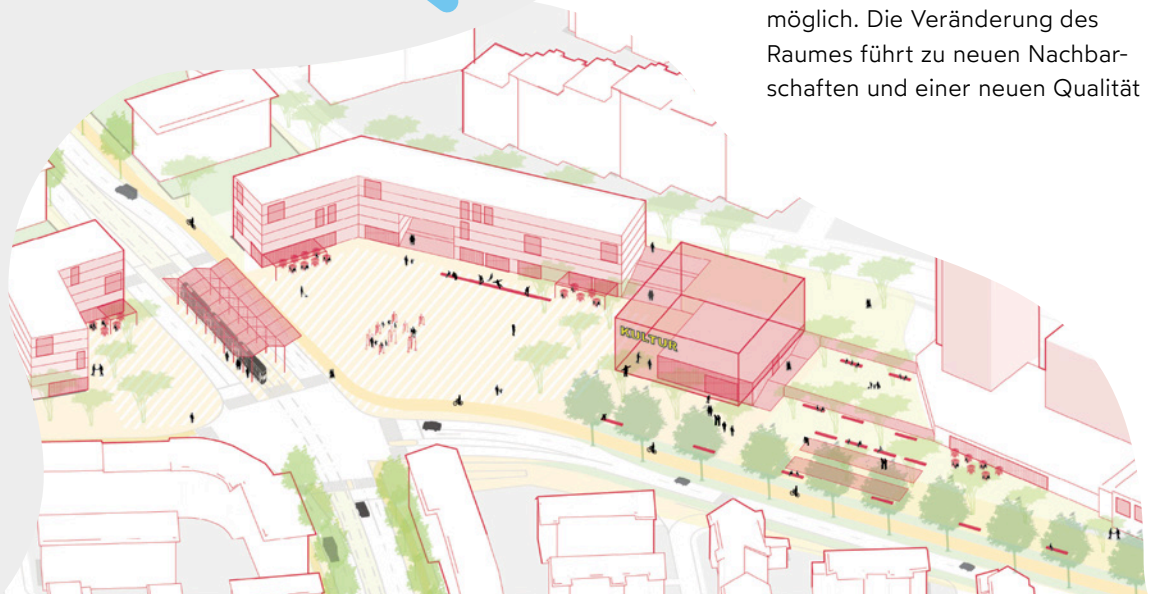 möglich. Die Veränderung des
Raumes führt zu neuen Nachbar-
schaften und einer neuen Qualität
KULTUR